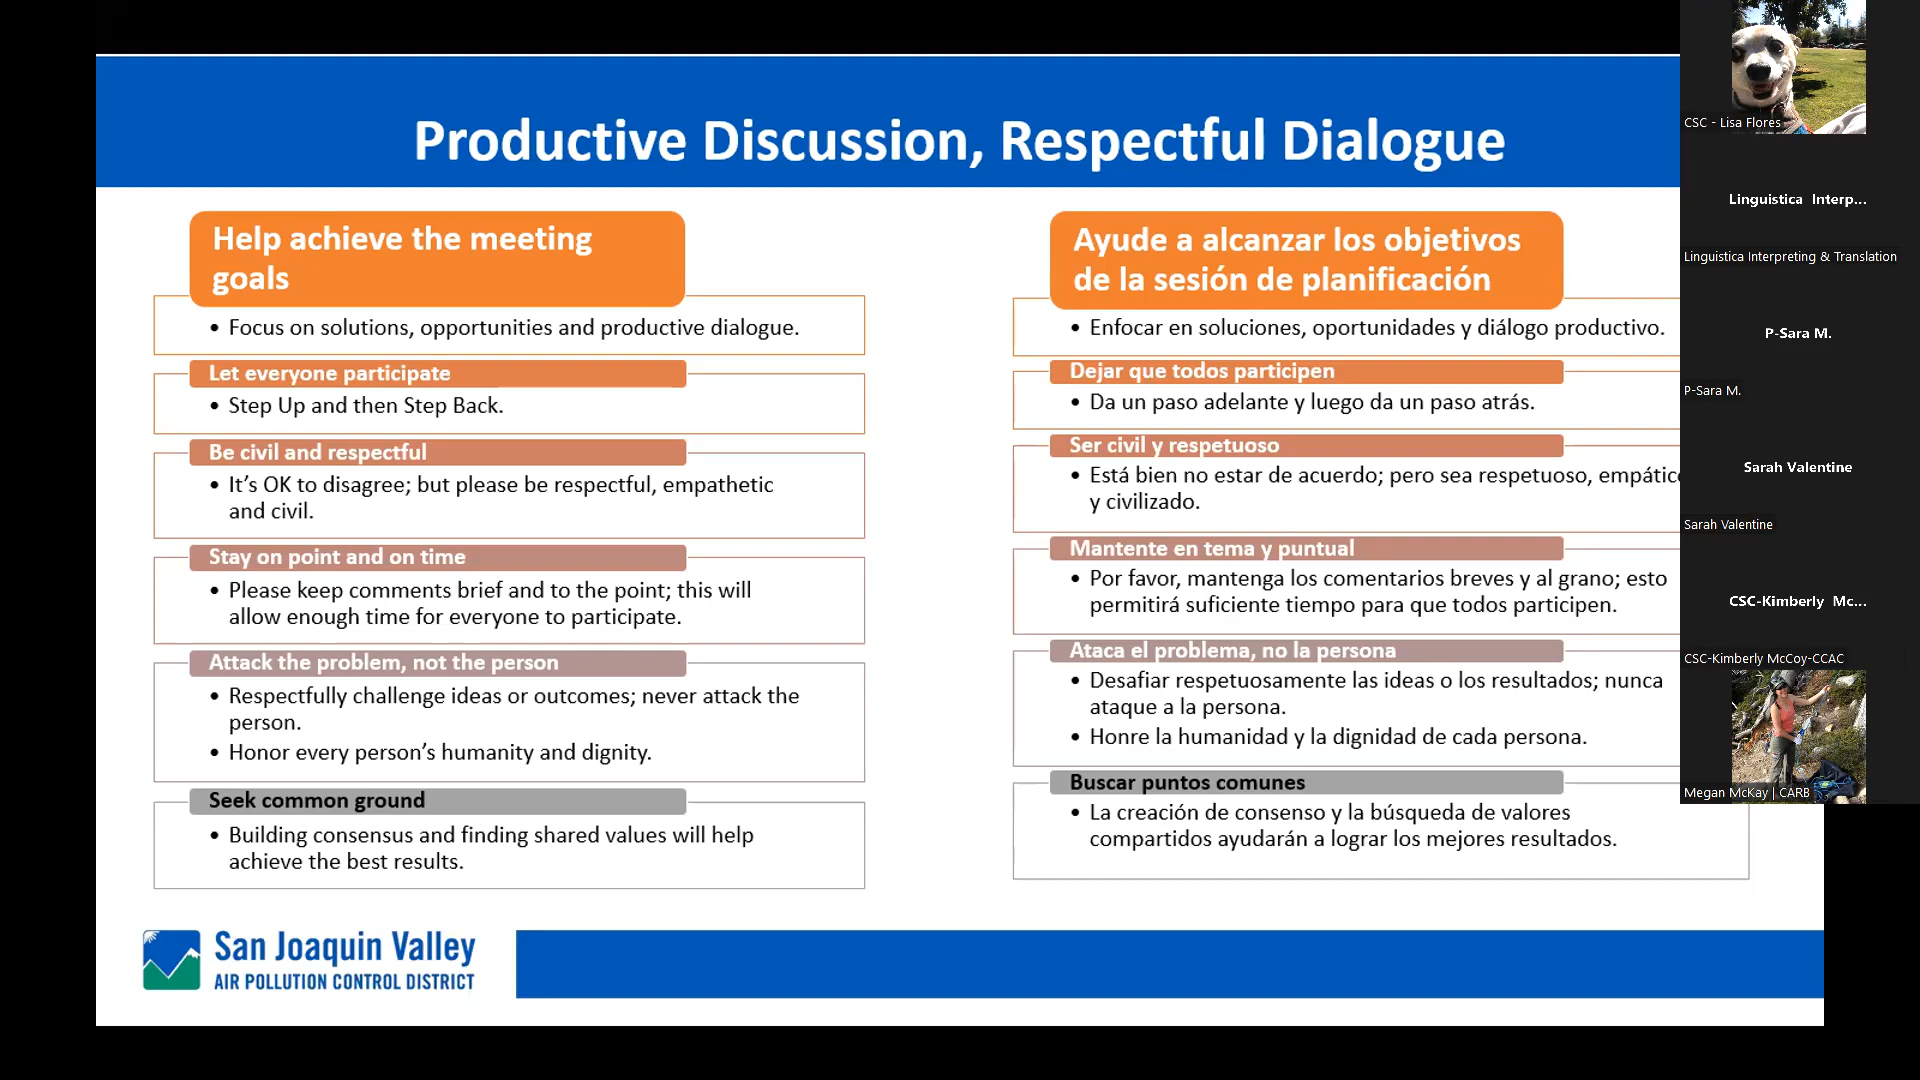 Productive Discussion, Respectful Dialogue
Help achieve the meeting
goals
• Focus on solutions, opportunities and productive dialogue.
Let everyone participate
• Step Up and then Step Back.
Be civil and respectful
• It's OK to disagree; but please be respectful, empathetic
and civil.
Stay on point and on time
• Please keep comments brief and to the point; this will
allow enough time for everyone to participate.
Attack the problem, not the person
• Respectfully challenge ideas or outcomes; never attack the
person.
• Honor every person's humanity and dignity.
Seek common ground
• Building consensus and finding shared values will help
achieve the best results.
Ayude a alcanzar los objetivos
de la sesión de planificación
• Enfocar en soluciones, oportunidades y diálogo productivo.
Dejar que todos participen
• Da un paso adelante y luego da un paso atrás.
Ser civil y respetuoso
• Está bien no estar de acuerdo; pero sea respetuoso, empático
y civilizado.
Mantente en tema y puntual
• Por favor, mantenga los comentarios breves y al grano; esto
permitirá suficiente tiempo para que todos participen.
Ataca el problema, no la persona
• Desafiar respetuosamente las ideas o los resultados; nunca
ataque a la persona.
• Honre la humanidad y la dignidad de cada persona.
Buscar puntos comunes
• La creación de consenso y la búsqueda de valores
compartidos ayudarán a lograr los mejores resultados.
San Joaquin Valley
AIR POLLUTION CONTROL DISTRICT
CSC - Lisa Flores
Linguistica Interp...
Linguistica Interpreting & Translation
P-Sara M.
P-Sara M.
Sarah Valentine
Sarah Valentine
CSC-Kimberly Mc...
CSC-Kimberly McCoy-CCAC
Megan McKay | CARB